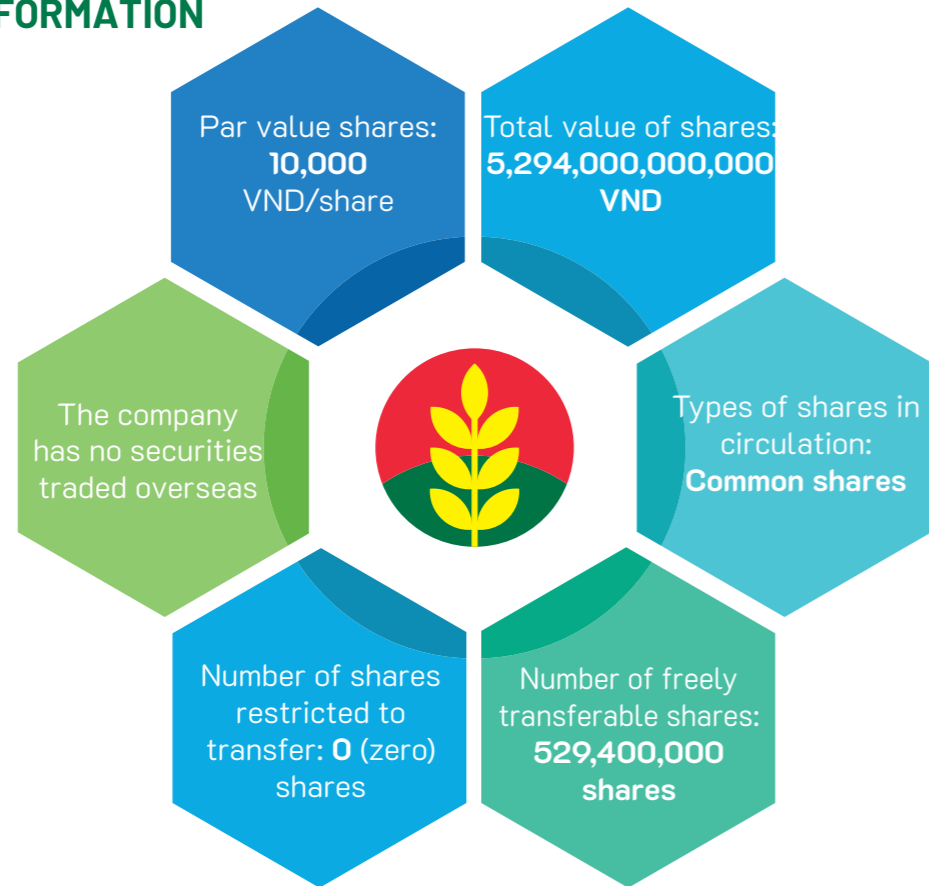 FORMATION
Par value shares:
10,000
VND/share
Total value of shares:
5,294,000,000,000
VND
The company
has no securities
traded overseas
Types of shares in
circulation:
Common shares
Number of shares
restricted to
transfer: 0 (zero)
shares
Number of freely
transferable shares:
529,400,000
shares